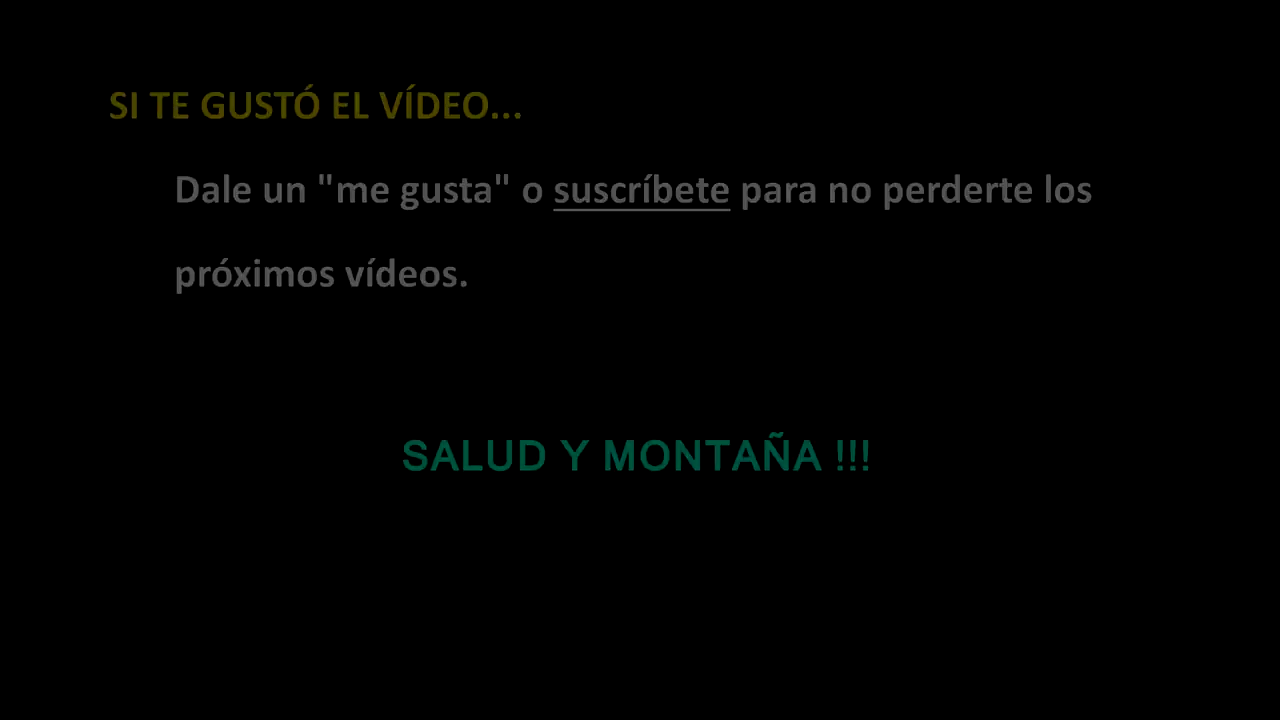 SI TE GUSTÓ EL VÍDEO...
Dale un "me gusta" o suscríbete para no perderte los
próximos vídeos.
SALUD Y MONTAÑA !!!